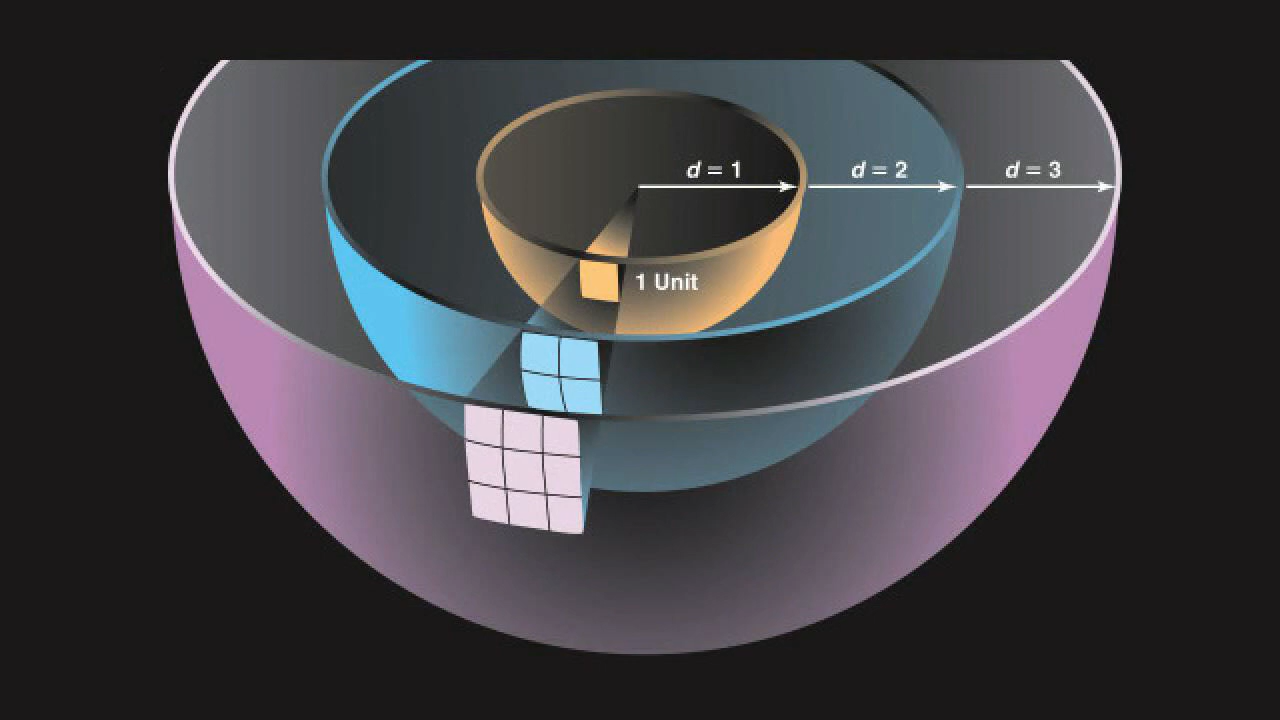 d = 1
d = 2
d = 3
1 Unit